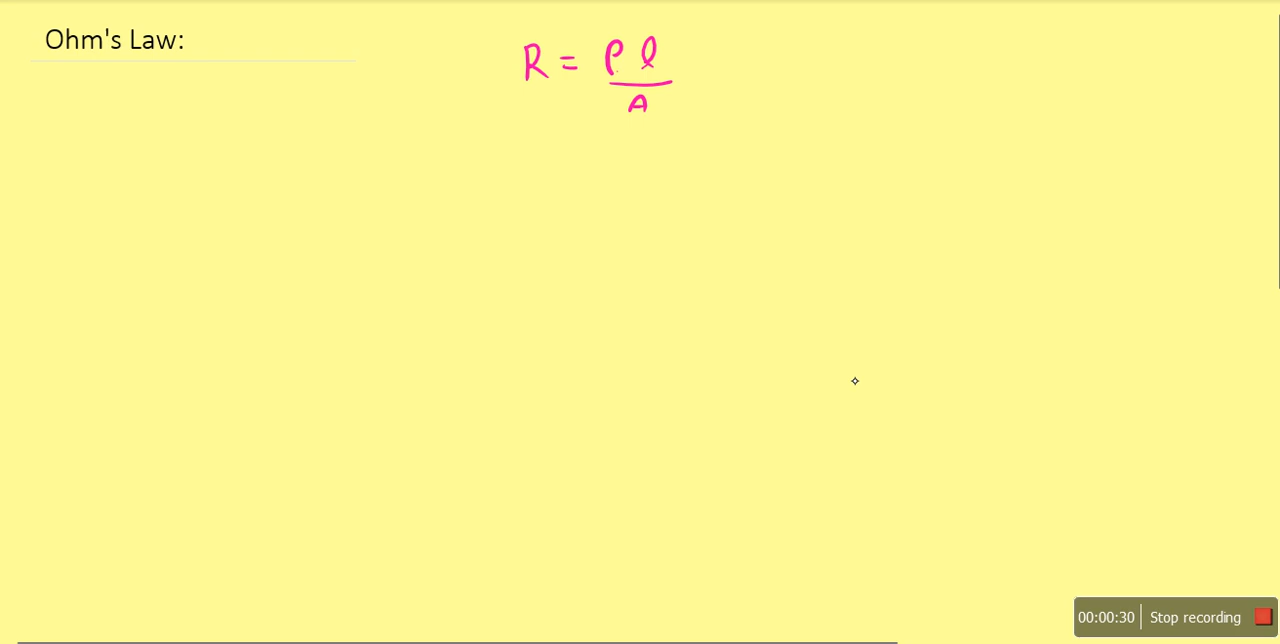 Ohm's Law:
R = ρ l
A
00:00:30 Stop recording